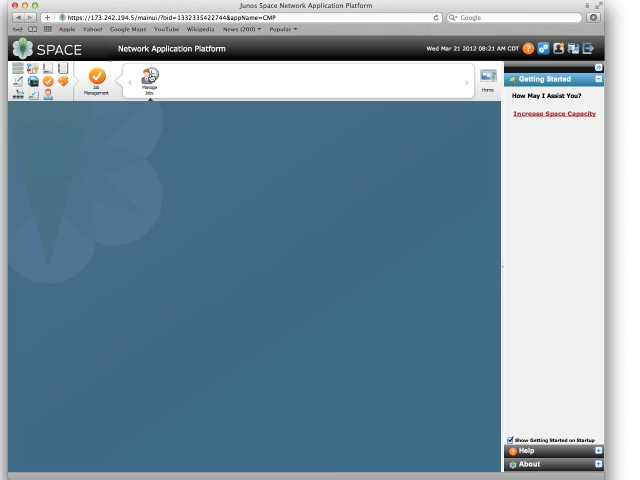 Junos Space Network Application Platform
https://173.242.194.5/mainui/?bid=1332335422744&appName=CMP
Google
Apple Yahoo! Google Maps YouTube Wikipedia News (200) Popular
SPACE
Network Application Platform
Wed Mar 21 2012 08:21 AM CDT
Job
Management
Manage
Jobs
Home
Getting Started
How May I Assist You?
Increase Space Capacity
Show Getting Started on Startup
Help
About